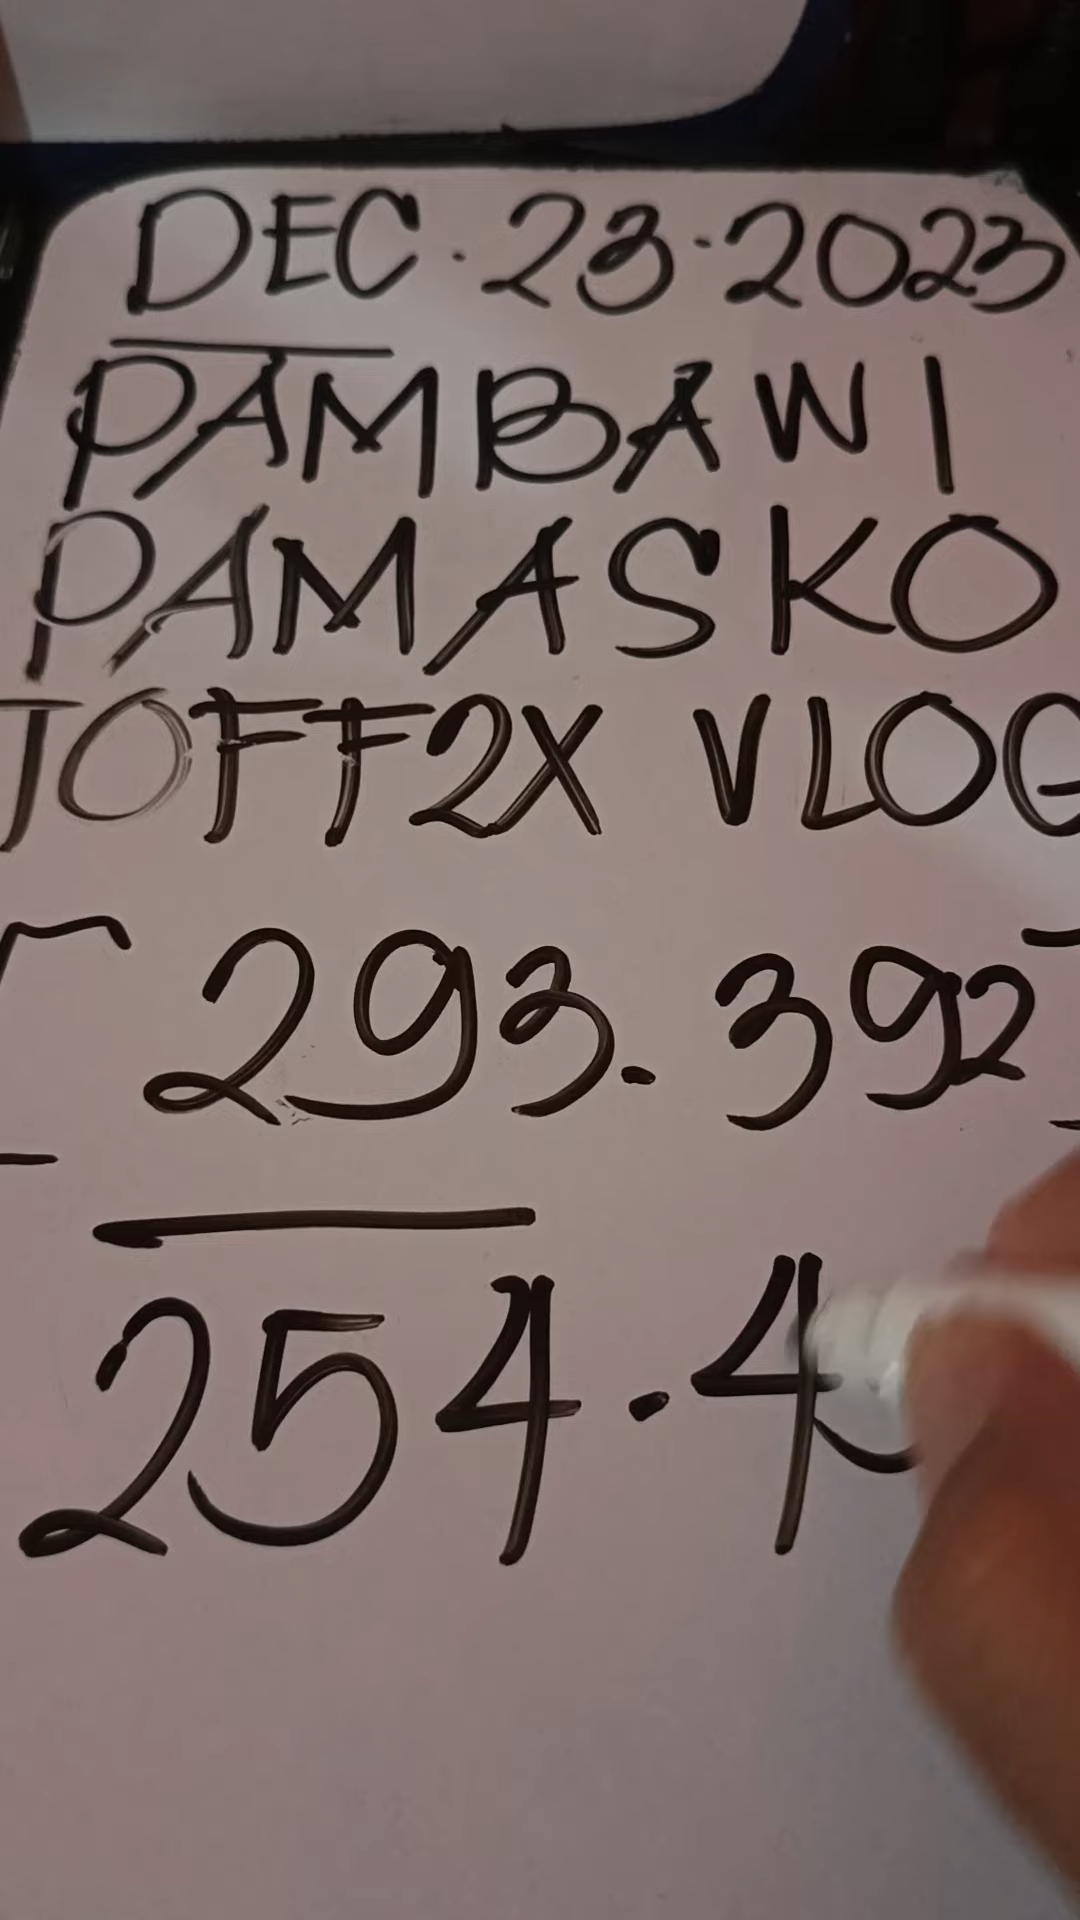 DEC. 23. 2023
PAMBAWI
PAMASKO
JOFF2X VLOG
293. 392
254. 4